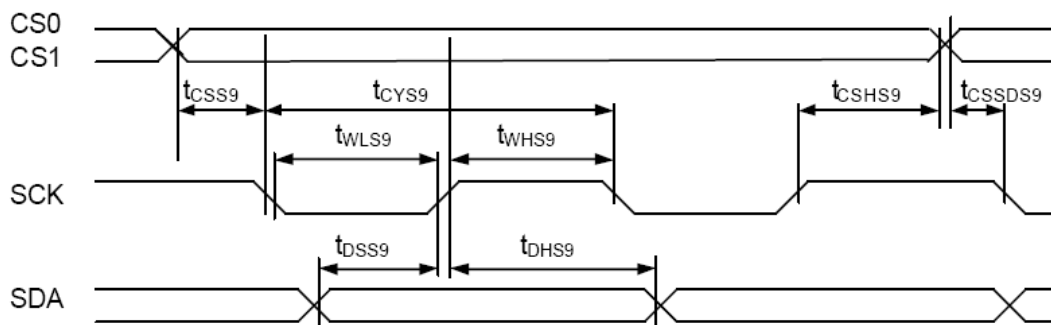 CS0
CS1
tCSS9 tCYS9 tCSHS9 tCSSDS9
tWLS9 tWHS9
SCK
tDSS9 tDHS9
SDA